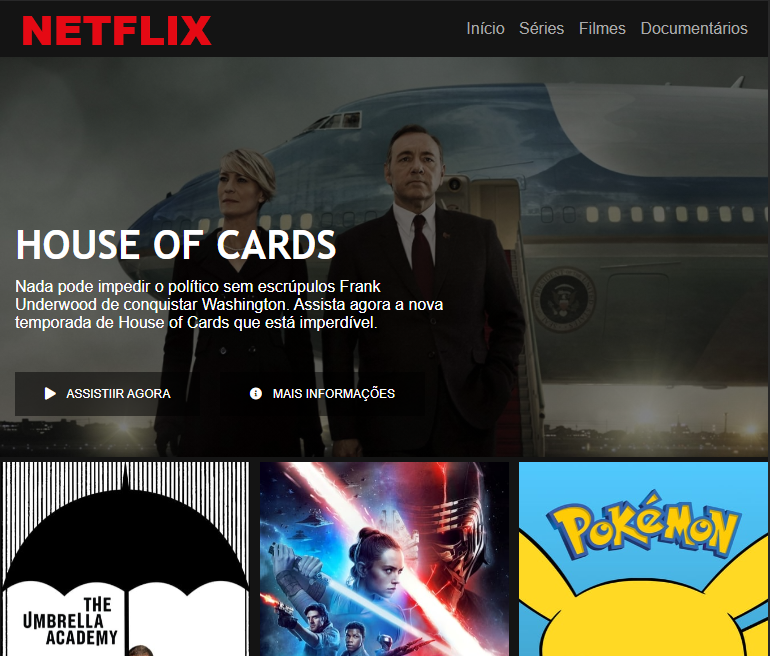 NETFLIX
Início Séries Filmes Documentários
HOUSE OF CARDS
Nada pode impedir o político sem escrúpulos Frank
Underwood de conquistar Washington. Assista agora a nova
temporada de House of Cards que está imperdível.
ASSISTIIR AGORA
MAIS INFORMAÇÕES
THE
UMBRELLA
ACADEMY
POKéMON